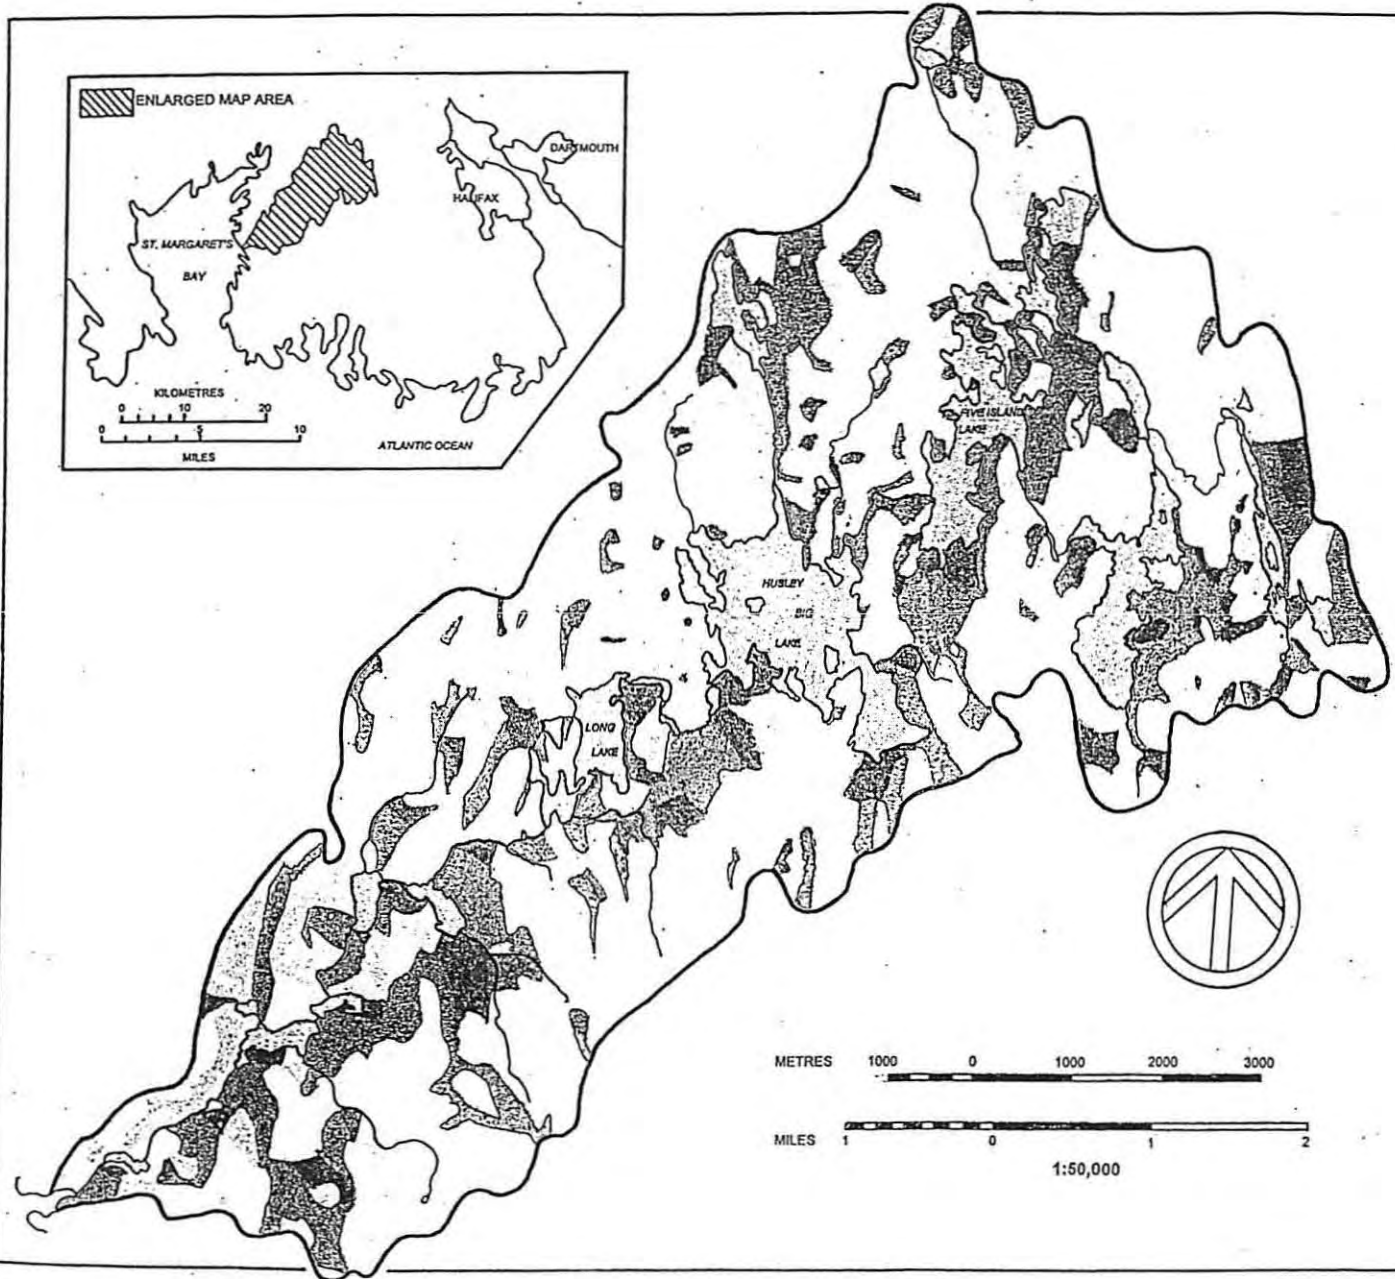 ENLARGED MAP AREA
DARTMOUTH
HALIFAX
ST. MARGARET'S
BAY
KILOMETRES
0 10 20
0 5 10
MILES
ATLANTIC OCEAN
FIVE ISLAND
LAKE
HUBLEY
BIG
LAKE
LONG
LAKE
METRES 1000 0 1000 2000 3000
MILES 1 0 1 2
1:50,000